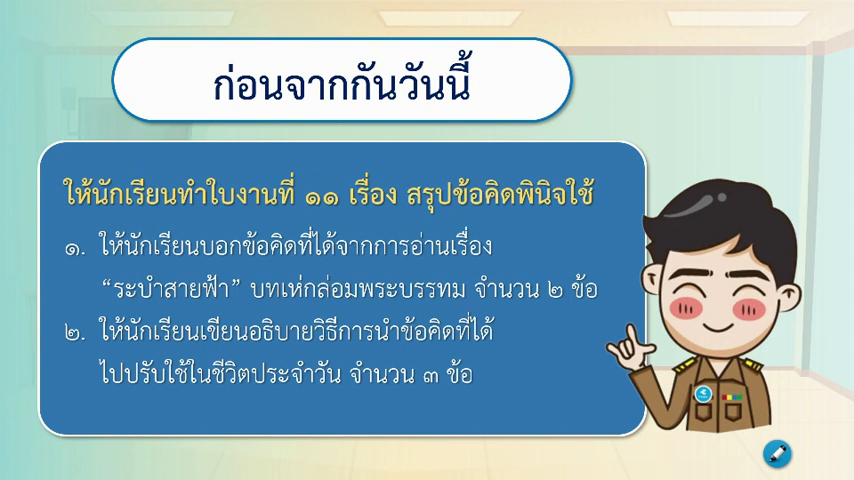 ก่อนจากกันวันนี้
ให้นักเรียนทำใบงานที่ ๑๑ เรื่อง สรุปข้อคิดพินิจใช้
๑. ให้นักเรียนบอกข้อคิดที่ได้จากการอ่านเรื่อง
“ระบำสายฟ้า” บทเห่กล่อมพระบรรทม จำนวน ๒ ข้อ
๒. ให้นักเรียนเขียนอธิบายวิธีการนำข้อคิดที่ได้
ไปปรับใช้ในชีวิตประจำวัน จำนวน ๓ ข้อ